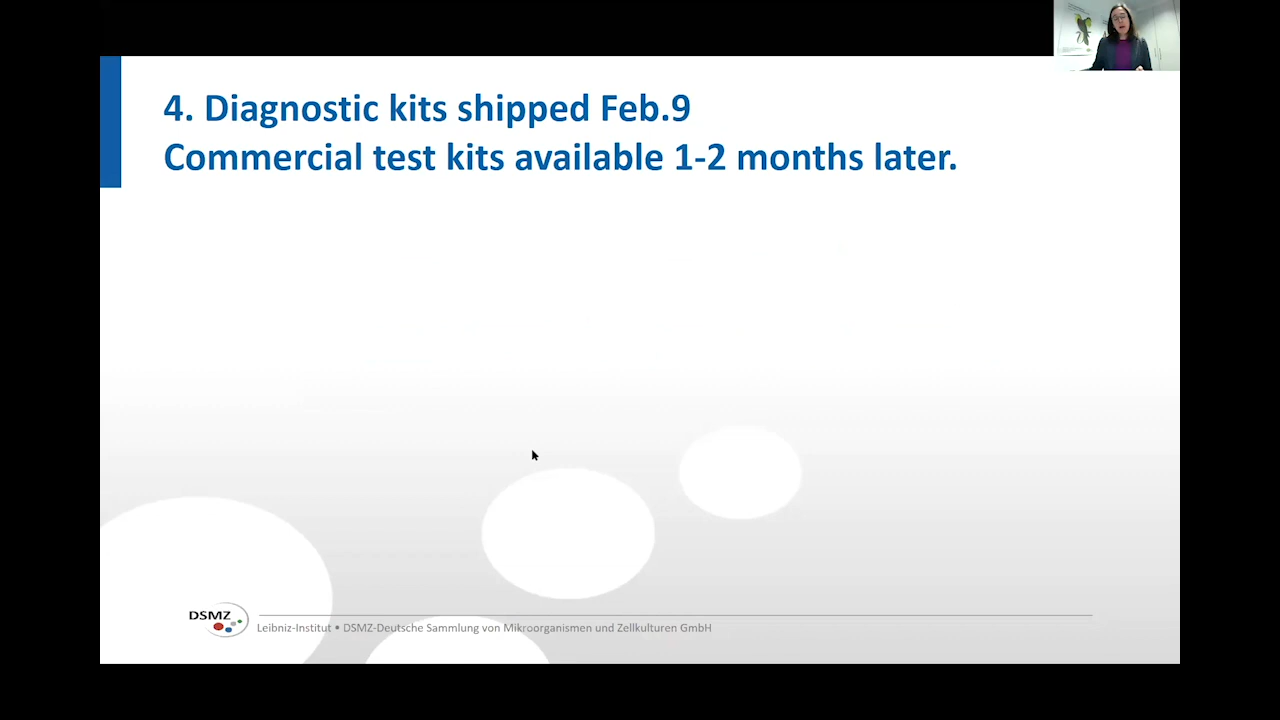 4. Diagnostic kits shipped Feb.9
Commercial test kits available 1-2 months later.
DSMZ
Leibniz-Institut • DSMZ-Deutsche Sammlung von Mikroorganismen und Zellkulturen GmbH